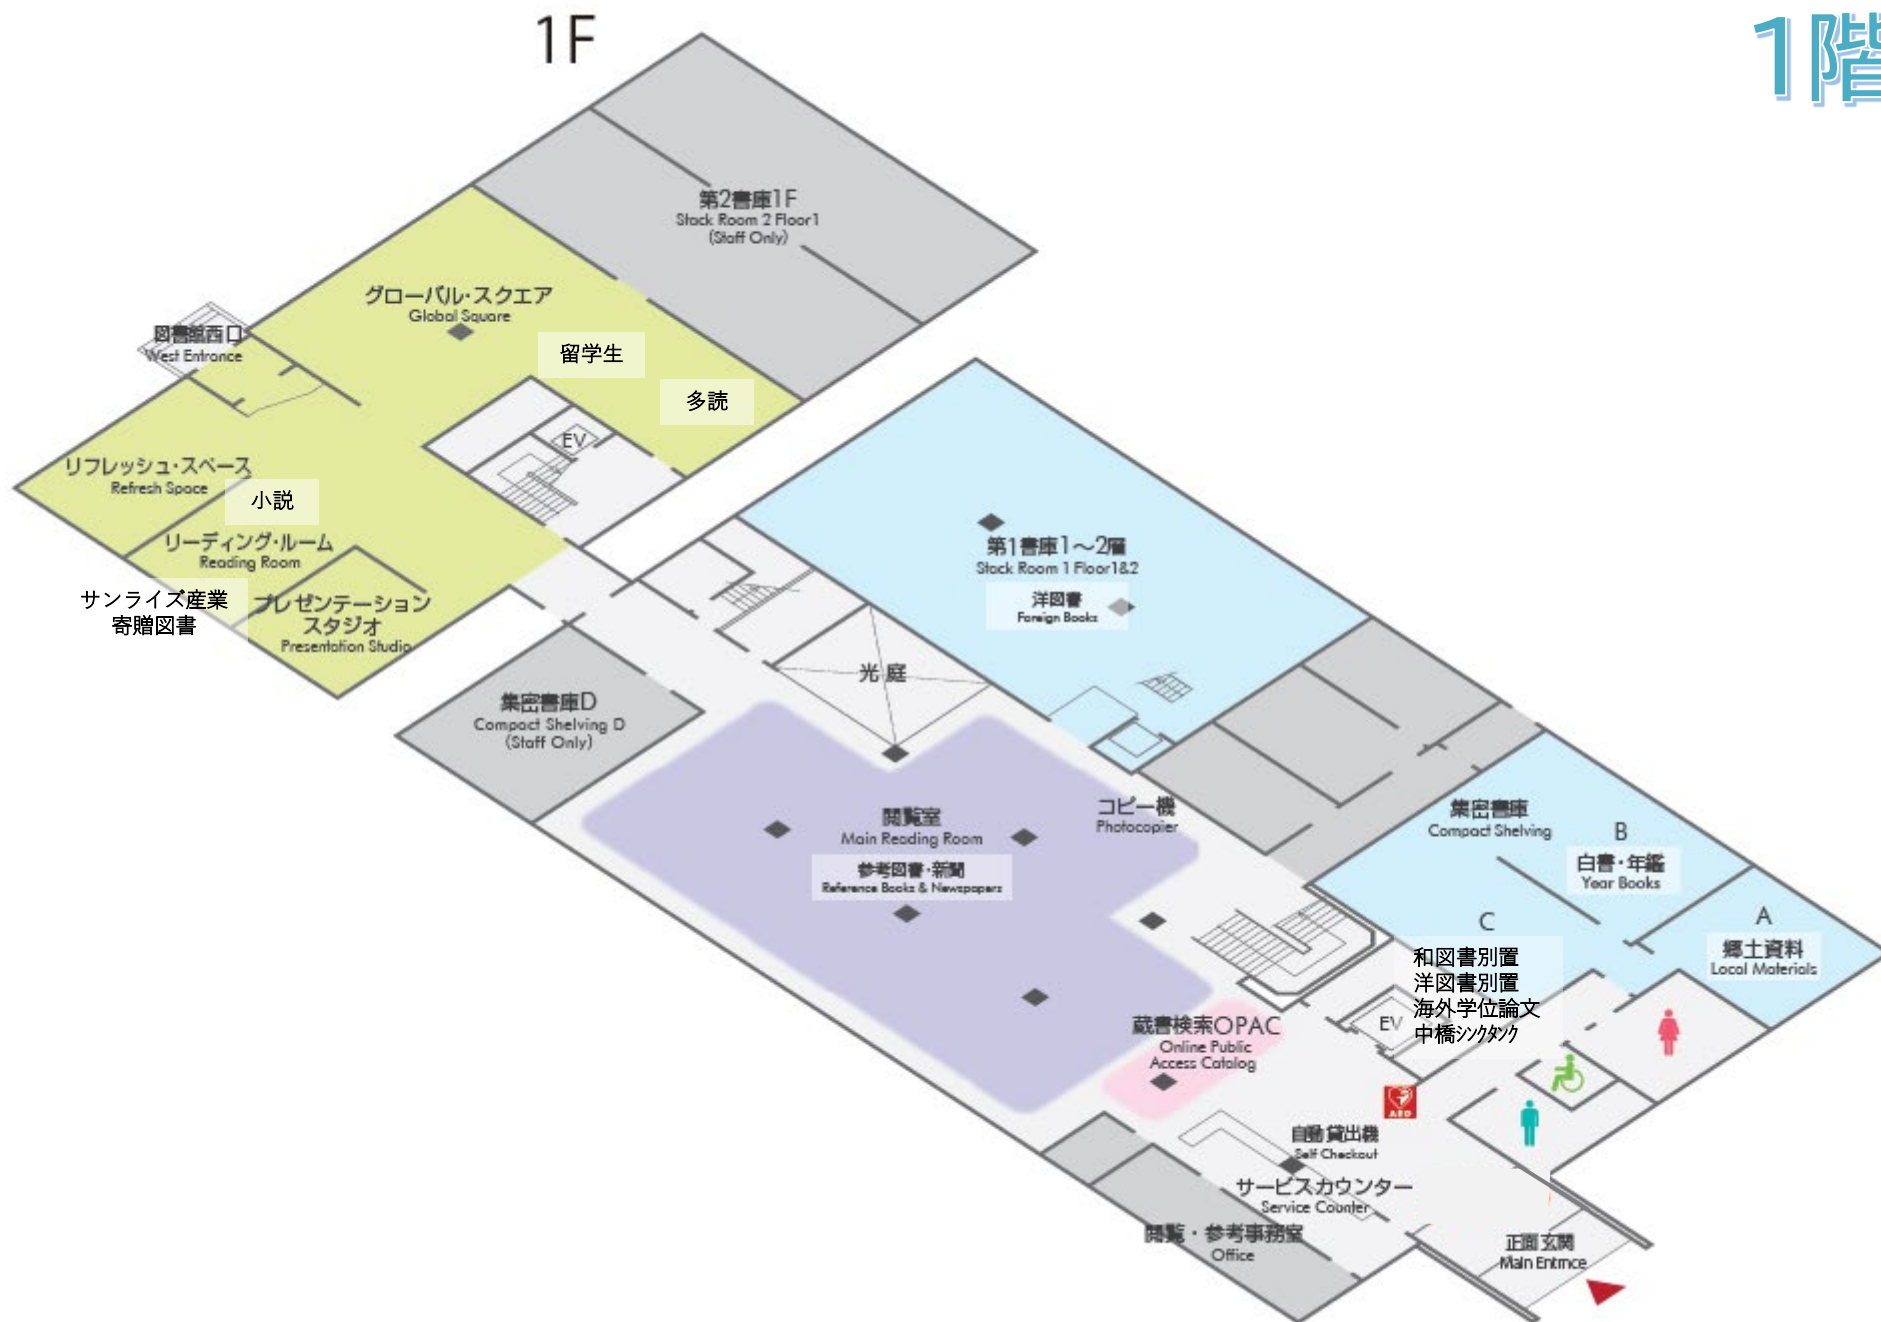 1F
1階
第2書庫1F
Stack Room 2 Floor1
(Staff Only)
グローバル・スクエア
Global Square
図書館西口
West Entrance
留学生
多読
EV
リフレッシュ・スペース
Refresh Space
小説
リーディング・ルーム
Reading Room
サンライズ産業
寄贈図書
プレゼンテーション
スタジオ
Presentation Studio
第1書庫1～2層
Stack Room 1 Floor1&2
洋図書
Foreign Books
光庭
集密書庫D
Compact Shelving D
(Staff Only)
閲覧室
Main Reading Room
参考図書・新聞
Reference Books & Newspapers
コピー機
Photocopier
集密書庫
Compact Shelving
B
白書・年鑑
Year Books
A
郷土資料
Local Materials
C
和図書別置
洋図書別置
海外学位論文
中橋シンクタンク
EV
蔵書検索OPAC
Online Public
Access Catalog
AED
自動貸出機
Self Checkout
サービスカウンター
Service Counter
閲覧・参考事務室
Office
正面玄関
Main Entrnce